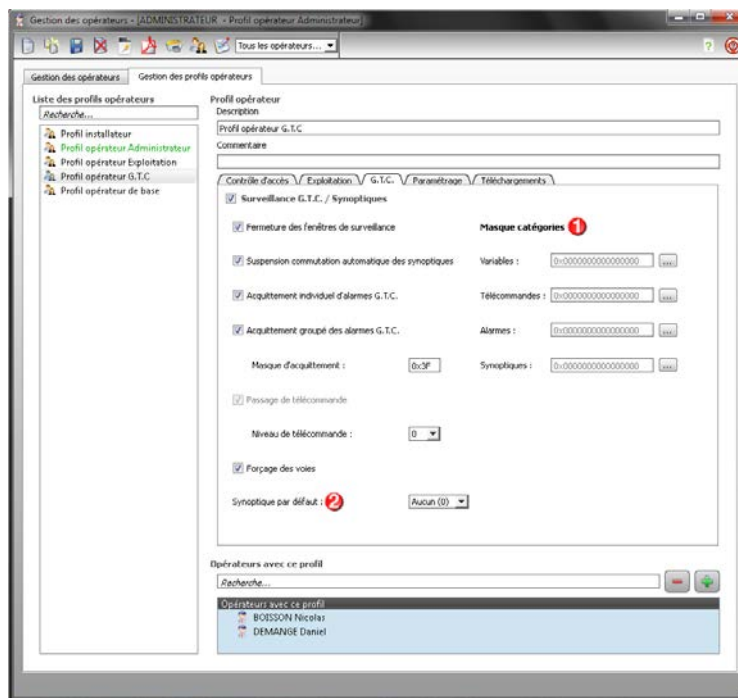 Gestion des opérateurs - [ADMINISTRATEUR - Profil opérateur Administrateur]
Tous les opérateurs...
Gestion des opérateurs
Gestion des profils opérateurs
Liste des profils opérateurs
Recherche...
Profil installateur
Profil opérateur Administrateur
Profil opérateur Exploitation
Profil opérateur G.T.C
Profil opérateur de base
Profil opérateur
Description
Profil opérateur G.T.C
Commentaire
Contrôle d'accès
Exploitation
G.T.C.
Paramétrage
Téléchargements
Surveillance G.T.C. / Synoptiques
Fermeture des fenêtres de surveillance
Masque catégories 1
Suspension commutation automatique des synoptiques
Variables : 0x0000000000000000 ...
Acquittement individuel d'alarmes G.T.C.
Télécommandes : 0x0000000000000000 ...
Acquittement groupé des alarmes G.T.C.
Alarmes : 0x0000000000000000 ...
Masque d'acquittement : 0x3F
Synoptiques : 0x0000000000000000 ...
Passage de télécommande
Niveau de télécommande : 0
Forçage des voies
Synoptique par défaut : 2 Aucun (0)
Opérateurs avec ce profil
Recherche...
Opérateurs avec ce profil
BOISSON Nicolas
DEMANGE Daniel